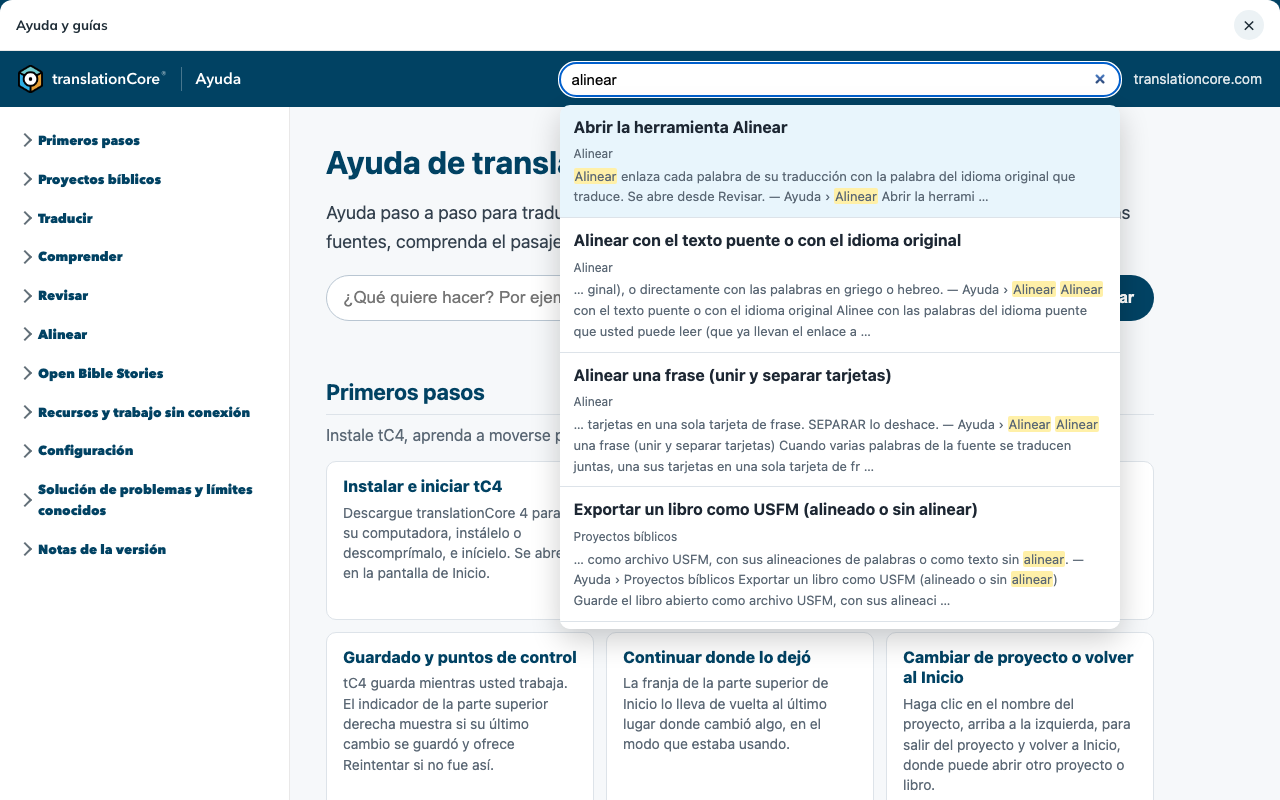 Ayuda y guías
translationCore®
Ayuda
alinear
translationcore.com
Primeros pasos
Proyectos bíblicos
Traducir
Comprender
Revisar
Alinear
Open Bible Stories
Recursos y trabajo sin conexión
Configuración
Solución de problemas y límites
conocidos
Notas de la versión
Ayuda de
Ayuda paso a paso para
fuentes, comprenda el pasaje
¿Qué quiere hacer? Por
Abrir la herramienta Alinear
Alinear
Alinear enlaza cada palabra de su traducción con la palabra del idioma original que
traduce. Se abre desde Revisar. — Ayuda › Alinear Abrir la herrami ...
Alinear con el texto puente o con el idioma original
Alinear
... ginal), o directamente con las palabras en griego o hebreo. — Ayuda › Alinear Alinear
con el texto puente o con el idioma original Alinee con las palabras del idioma puente
que usted puede leer (que ya llevan el enlace a ...
Alinear una frase (unir y separar tarjetas)
Alinear
... tarjetas en una sola tarjeta de frase. SEPARAR lo deshace. — Ayuda › Alinear Alinear
una frase (unir y separar tarjetas) Cuando varias palabras de la fuente se traducen
juntas, una sus tarjetas en una sola tarjeta de fr ...
Exportar un libro como USFM (alineado o sin alinear)
Proyectos bíblicos
... como archivo USFM, con sus alineaciones de palabras o como texto sin alinear. —
Ayuda › Proyectos bíblicos Exportar un libro como USFM (alineado o sin alinear)
Guarde el libro abierto como archivo USFM, con sus alineaci ...
Primeros pasos
Instale tC4, aprenda a moverse
Instalar e iniciar tC4
Descargue translationCore 4 para
su computadora, instálelo o
descomprímalo, e inícielo. Se abre
en la pantalla de Inicio.
Guardado y puntos de control
tC4 guarda mientras usted trabaja.
El indicador de la parte superior
derecha muestra si su último
cambio se guardó y ofrece
Reintentar si no fue así.
Continuar donde lo dejó
La franja de la parte superior de
Inicio lo lleva de vuelta al último
lugar donde cambió algo, en el
modo que estaba usando.
Cambiar de proyecto o volver
al Inicio
Haga clic en el nombre del
proyecto, arriba a la izquierda, para
salir del proyecto y volver a Inicio,
donde puede abrir otro proyecto o
libro.